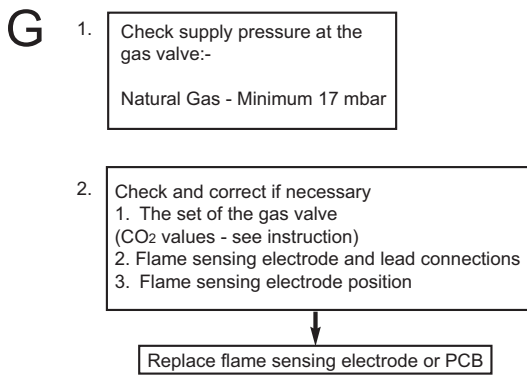 G
1. Check supply pressure at the
gas valve:-
Natural Gas - Minimum 17 mbar
2. Check and correct if necessary
1. The set of the gas valve
(CO2 values - see instruction)
2. Flame sensing electrode and lead connections
3. Flame sensing electrode position
Replace flame sensing electrode or PCB